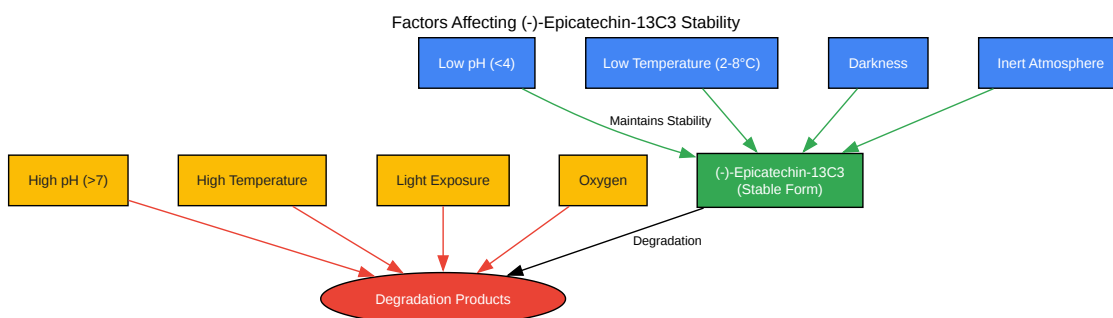 Factors Affecting (-)-Epicatechin-13C3 Stability
Low pH (<4)
Low Temperature (2-8°C)
Darkness
Inert Atmosphere
Maintains Stability
High pH (>7)
High Temperature
Light Exposure
Oxygen
(-)-Epicatechin-13C3
(Stable Form)
Degradation
Degradation Products